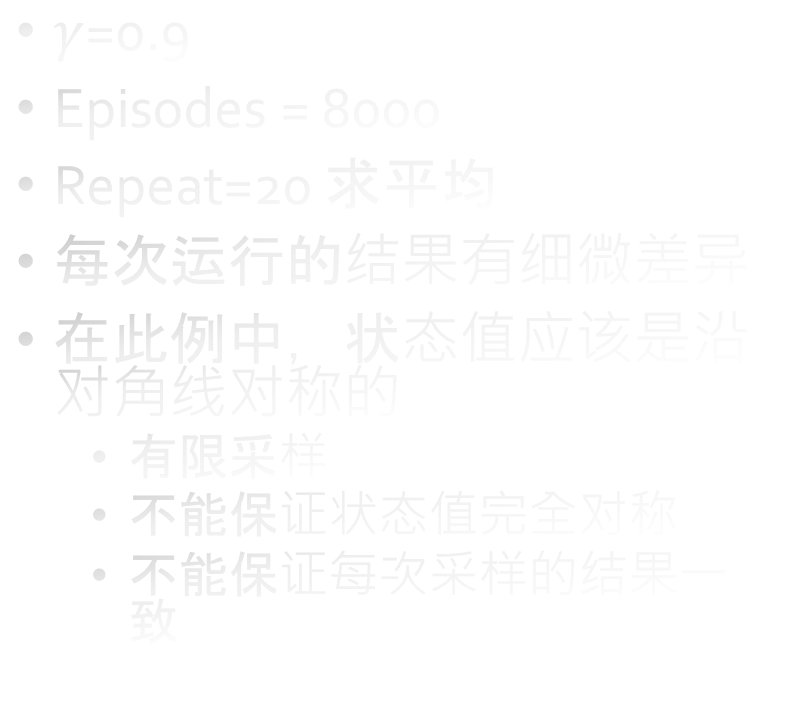 • γ=0.9
• Episodes = 8000
• Repeat=20 求平均
• 每次运行的结果有细微差异
• 在此例中，状态值应该是沿
对角线对称的
• 有限采样
• 不能保证状态值完全对称
• 不能保证每次采样的结果一
致